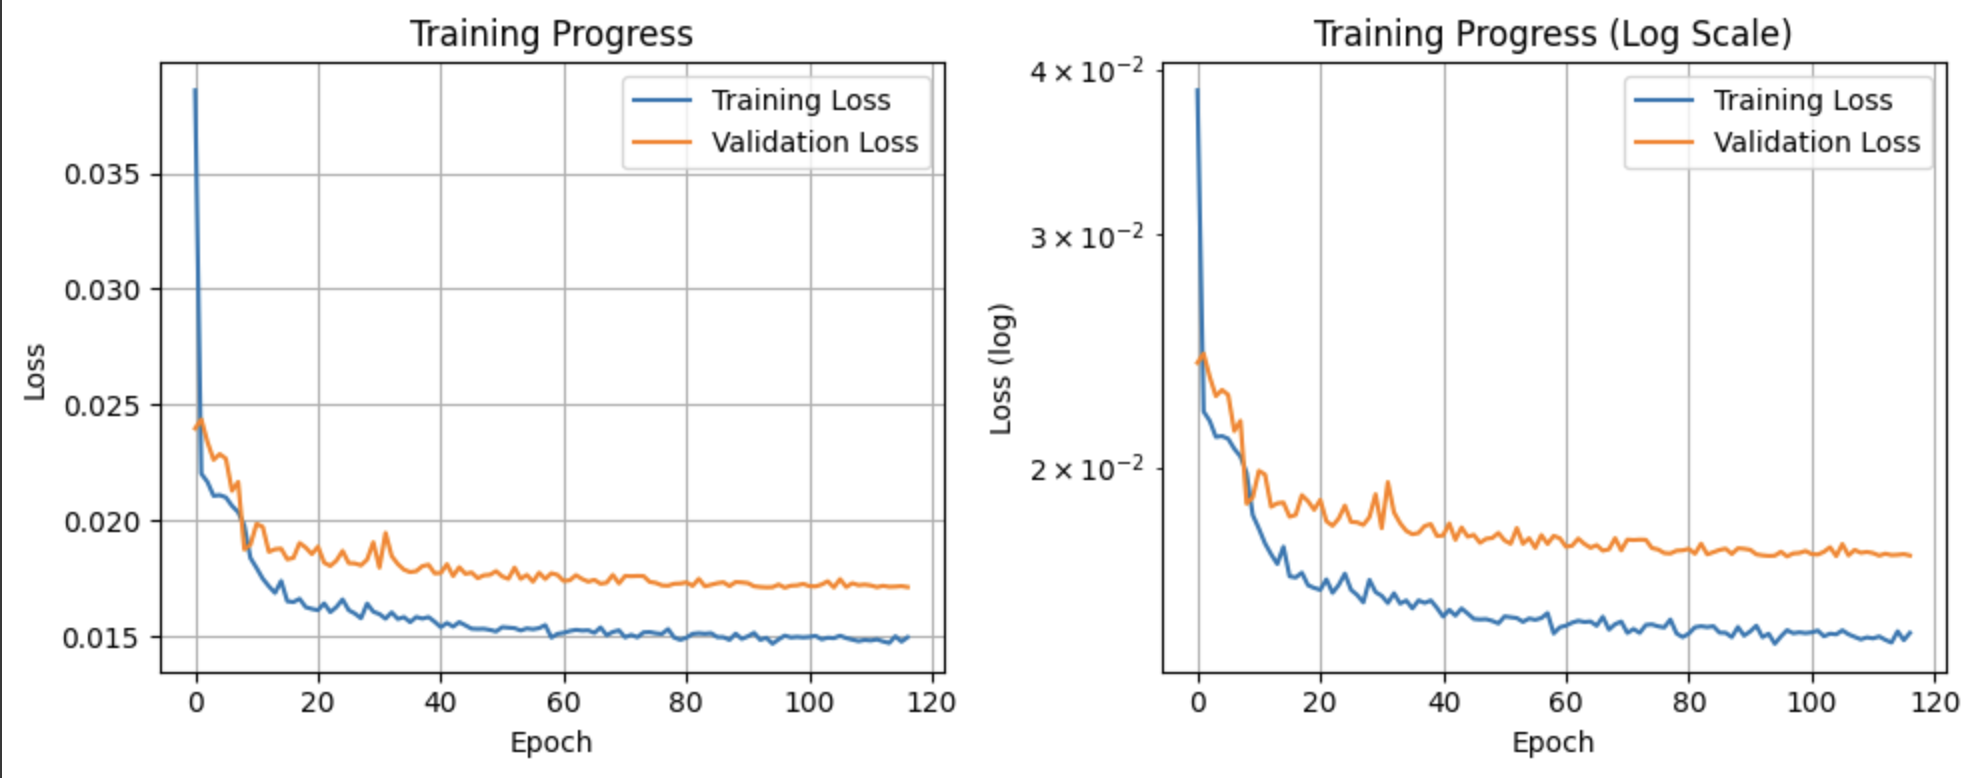 Training Progress
Training Loss
Validation Loss
0.035
0.030
0.025
0.020
0.015
Loss
0 20 40 60 80 100 120
Epoch
Training Progress (Log Scale)
Training Loss
Validation Loss
4 × 10⁻²
3 × 10⁻²
2 × 10⁻²
Loss (log)
0 20 40 60 80 100 120
Epoch